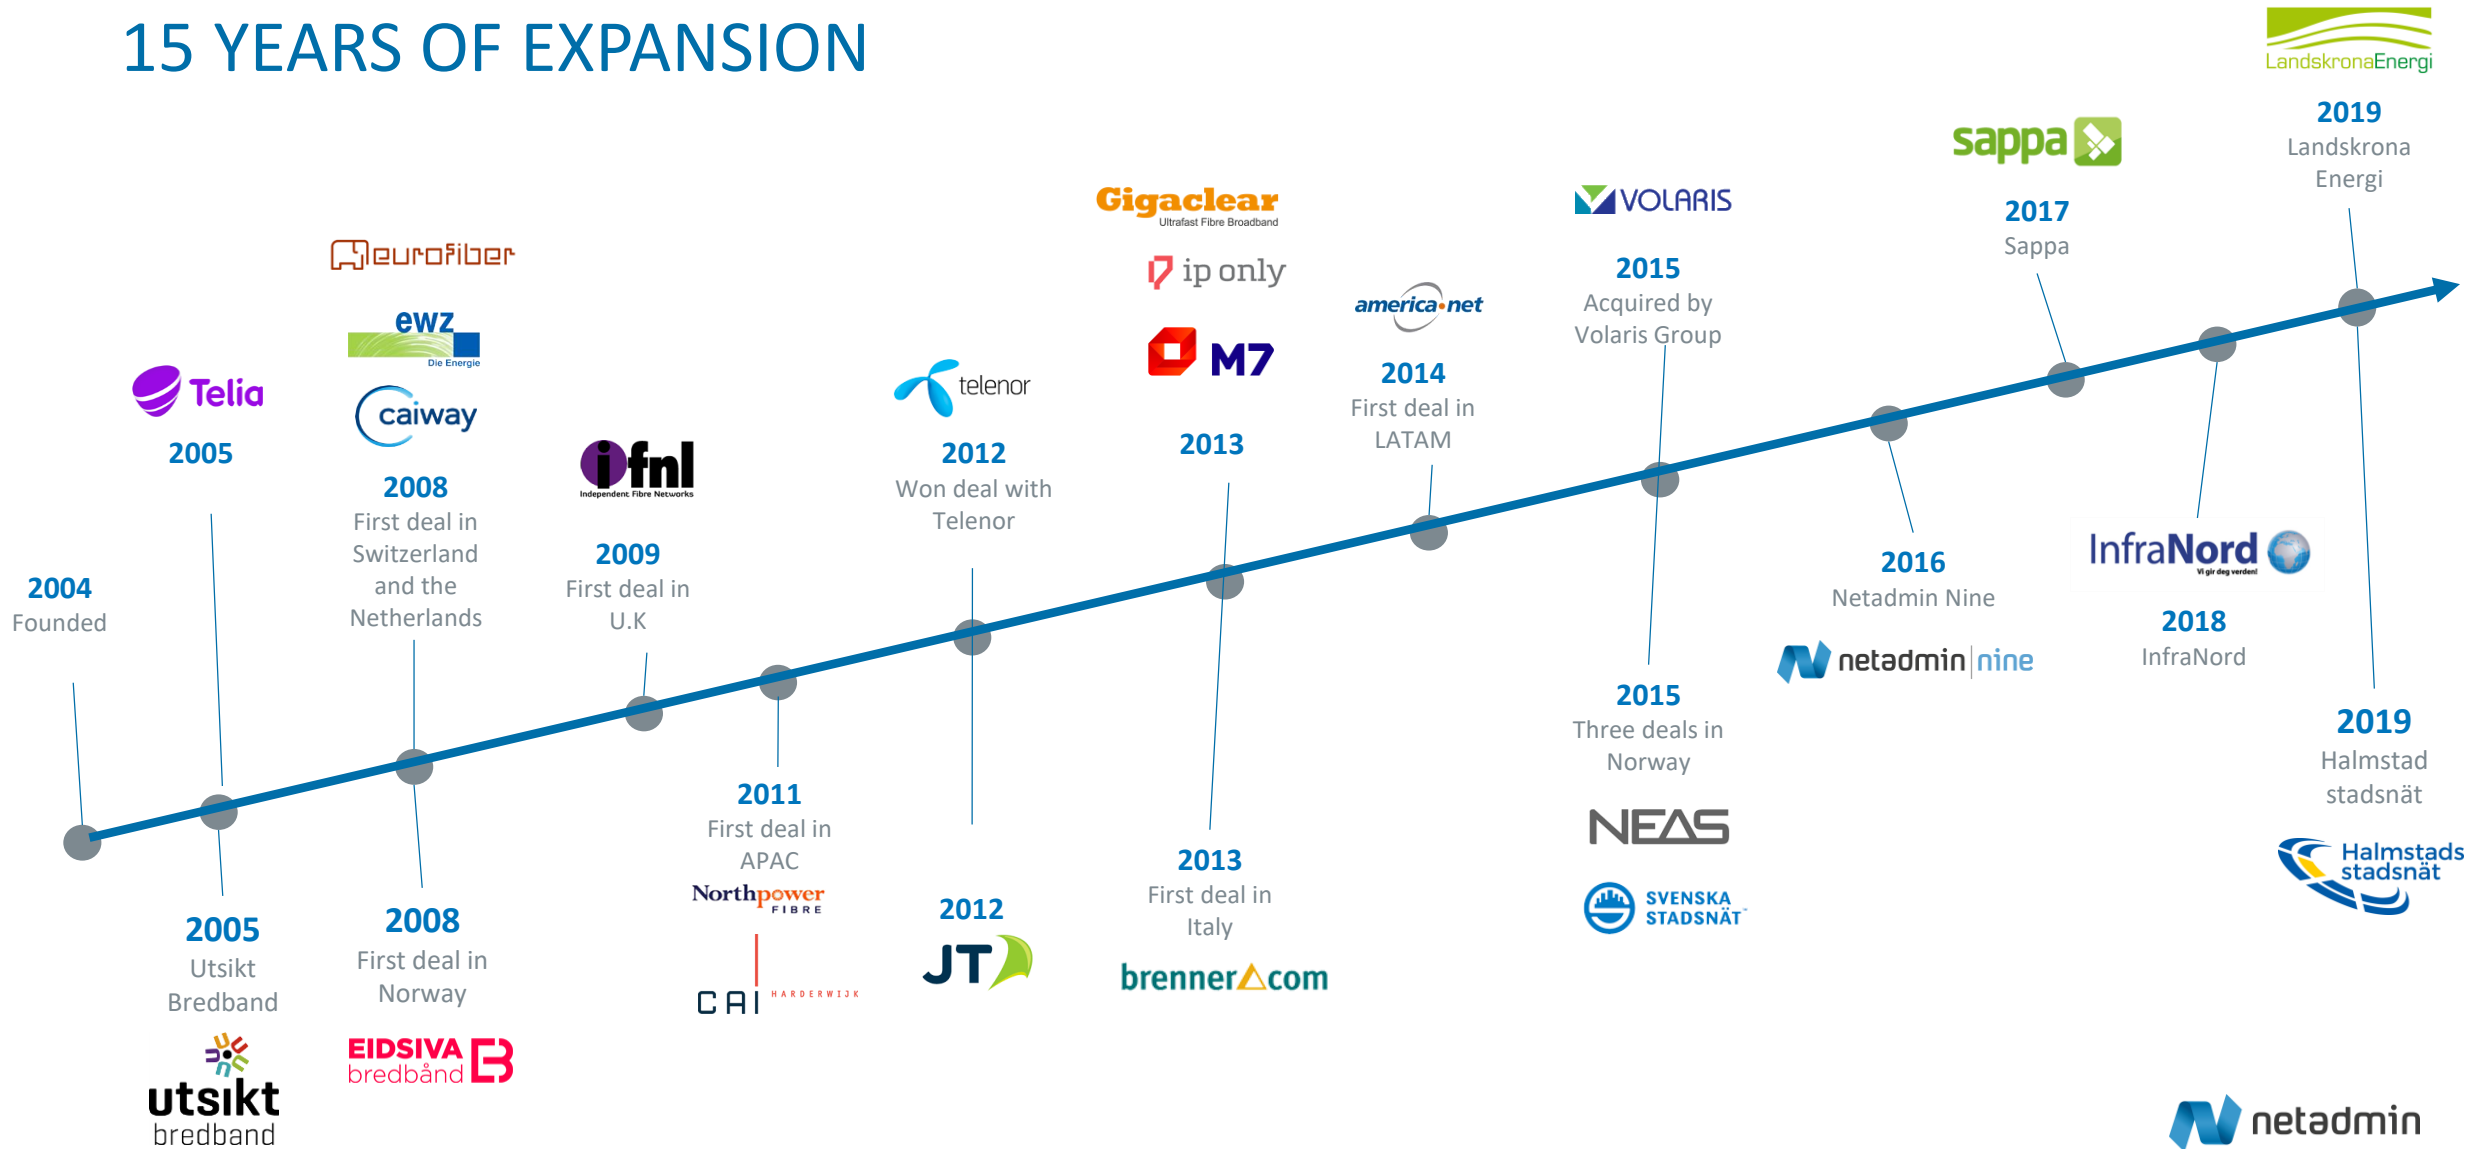 15 YEARS OF EXPANSION
2004
Founded
Telia
2005
2005
Utsikt
Bredband
utsikt
bredband
eurofiber
ewz
Die Energie
caiway
2008
First deal in
Switzerland
and the
Netherlands
2008
First deal in
Norway
EIDSIVA
bredbånd
ifnl
Independent Fibre Networks
2009
First deal in
U.K
2011
First deal in
APAC
Northpower
FIBRE
CAI HARDERWIJK
telenor
2012
Won deal with
Telenor
2012
JT
Gigaclear
Ultrafast Fibre Broadband
ip only
M7
2013
2013
First deal in
Italy
brennercom
america.net
2014
First deal in
LATAM
VOLARIS
2015
Acquired by
Volaris Group
2015
Three deals in
Norway
NEAS
SVENSKA
STADSNÄT™
2016
Netadmin Nine
netadmin|nine
sappa
2017
Sappa
InfraNord
Vi gir deg verden!
2018
InfraNord
LandskronaEnergi
2019
Landskrona
Energi
2019
Halmstad
stadsnät
Halmstads
stadsnät
netadmin